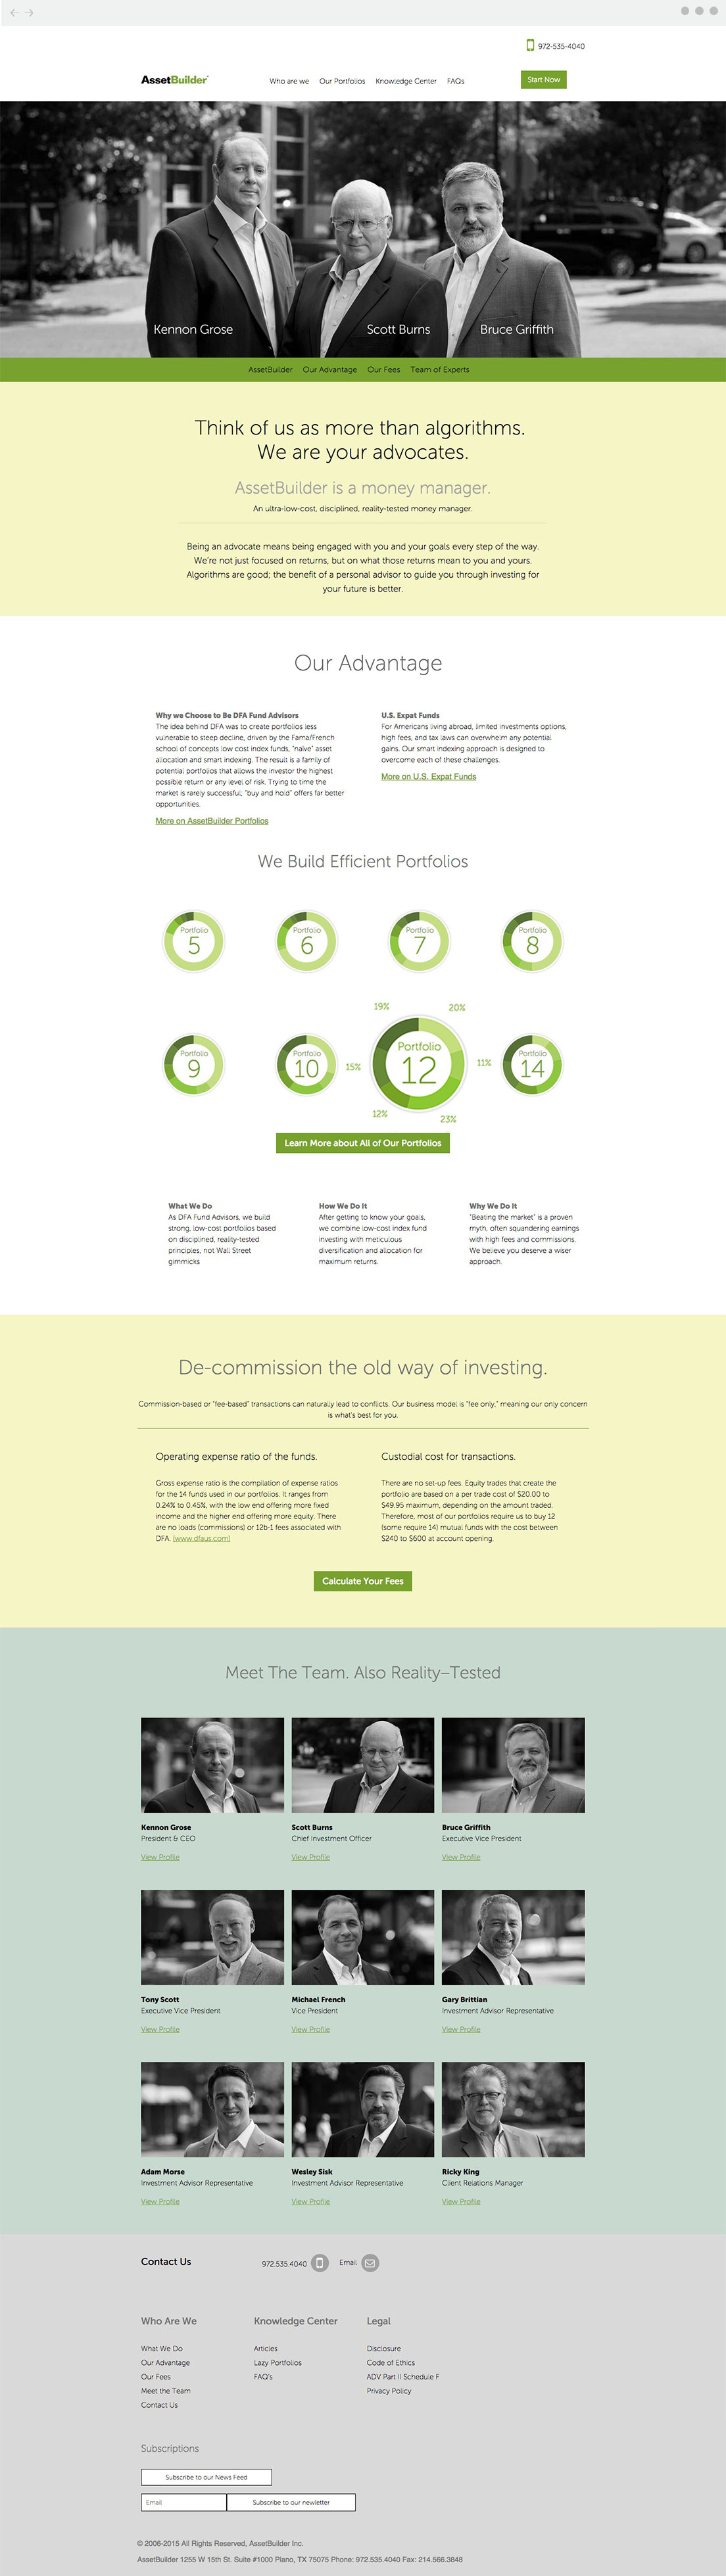 972-535-4040
AssetBuilder
Who are we Our Portfolios Knowledge Center FAQs
Start Now
Kennon Grose Scott Burns Bruce Griffith
AssetBuilder Our Advantage Our Fees Team of Experts
Think of us as more than algorithms.
We are your advocates.
AssetBuilder is a money manager.
An ultra-low-cost, disciplined, reality-tested money manager.
Being an advocate means being engaged with you and your goals every step of the way.
We're not just focused on returns, but on what those returns mean to you and yours.
Algorithms are good; the benefit of a personal advisor to guide you through investing for
your future is better.
Our Advantage
Why we Choose to Be DFA Fund Advisors
The idea behind DFA was to create portfolios less
vulnerable to steep decline, driven by the Fama/French
school of concepts low cost index funds, "naïve" asset
allocation and smart indexing. The result is a family of
potential portfolios that allows the investor the highest
possible return or any level of risk. Trying to time the
market is rarely successful; "buy and hold" offers far better
opportunities.
More on AssetBuilder Portfolios
U.S. Expat Funds
For Americans living abroad, limited investments options,
high fees, and tax laws can overwhelm any potential
gains. Our smart indexing approach is designed to
overcome each of these challenges.
More on U.S. Expat Funds
We Build Efficient Portfolios
Portfolio
5
Portfolio
6
Portfolio
7
Portfolio
8
Portfolio
9
Portfolio
10
19% 20%
15% 11%
12% 23%
Portfolio
12
Portfolio
14
Learn More about All of Our Portfolios
What We Do
As DFA Fund Advisors, we build
strong, low-cost portfolios based
on disciplined, reality-tested
principles, not Wall Street
gimmicks
How We Do It
After getting to know your goals,
we combine low-cost index fund
investing with meticulous
diversification and allocation for
maximum returns.
Why We Do It
"Beating the market" is a proven
myth, often squandering earnings
with high fees and commissions.
We believe you deserve a wiser
approach.
De-commission the old way of investing.
Commission-based or "fee-based" transactions can naturally lead to conflicts. Our business model is "fee only," meaning our only concern
is what's best for you.
Operating expense ratio of the funds.
Gross expense ratio is the compilation of expense ratios
for the 14 funds used in our portfolios. It ranges from
0.24% to 0.45%, with the low end offering more fixed
income and the higher end offering more equity. There
are no loads (commissions) or 12b-1 fees associated with
DFA. (www.dfaus.com)
Custodial cost for transactions.
There are no set-up fees. Equity trades that create the
portfolio are based on a per trade cost of $20.00 to
$49.95 maximum, depending on the amount traded.
Therefore, most of our portfolios require us to buy 12
(some require 14) mutual funds with the cost between
$240 to $600 at account opening.
Calculate Your Fees
Meet The Team. Also Reality–Tested
Kennon Grose
President & CEO
View Profile
Scott Burns
Chief Investment Officer
View Profile
Bruce Griffith
Executive Vice President
View Profile
Tony Scott
Executive Vice President
View Profile
Michael French
Vice President
View Profile
Gary Brittian
Investment Advisor Representative
View Profile
Adam Morse
Investment Advisor Representative
View Profile
Wesley Sisk
Investment Advisor Representative
View Profile
Ricky King
Client Relations Manager
View Profile
Contact Us
972.535.4040
Email
Who Are We
What We Do
Our Advantage
Our Fees
Meet the Team
Contact Us
Knowledge Center
Articles
Lazy Portfolios
FAQ's
Legal
Disclosure
Code of Ethics
ADV Part II Schedule F
Privacy Policy
Subscriptions
Subscribe to our News Feed
Email
Subscribe to our newletter
© 2006-2015 All Rights Reserved, AssetBuilder Inc.
AssetBuilder 1255 W 15th St. Suite #1000 Plano, TX 75075 Phone: 972.535.4040 Fax: 214.566.3848